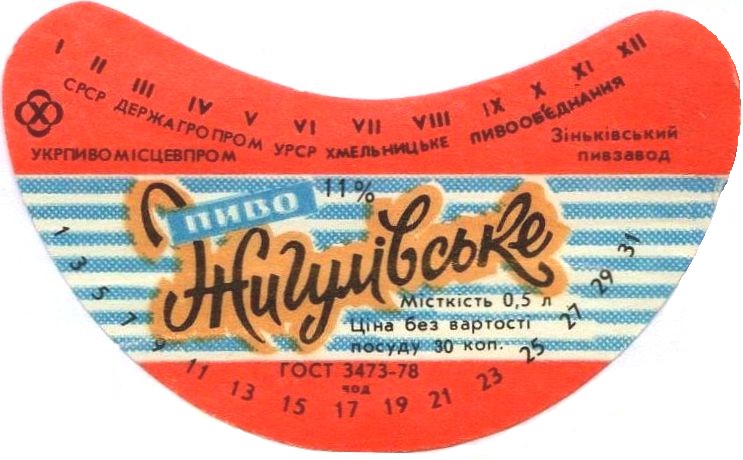 I II III IV V VI VII VIII IX X XI XII
СРСР ДЕРЖАГРОПРОМ УРСР ХМЕЛЬНИЦЬКЕ ПИВООБ'ЄДНАННЯ
УКРПИВОМІСЦЕВПРОМ
Зіньківський
пивзавод
пиво 11%
Жигулівське
Місткість 0,5 л
Ціна без вартості
посуду 30 коп.
ГОСТ 3473-78
1 3 5 7 9 11 13 15 17 19 21 23 25 27 29 31